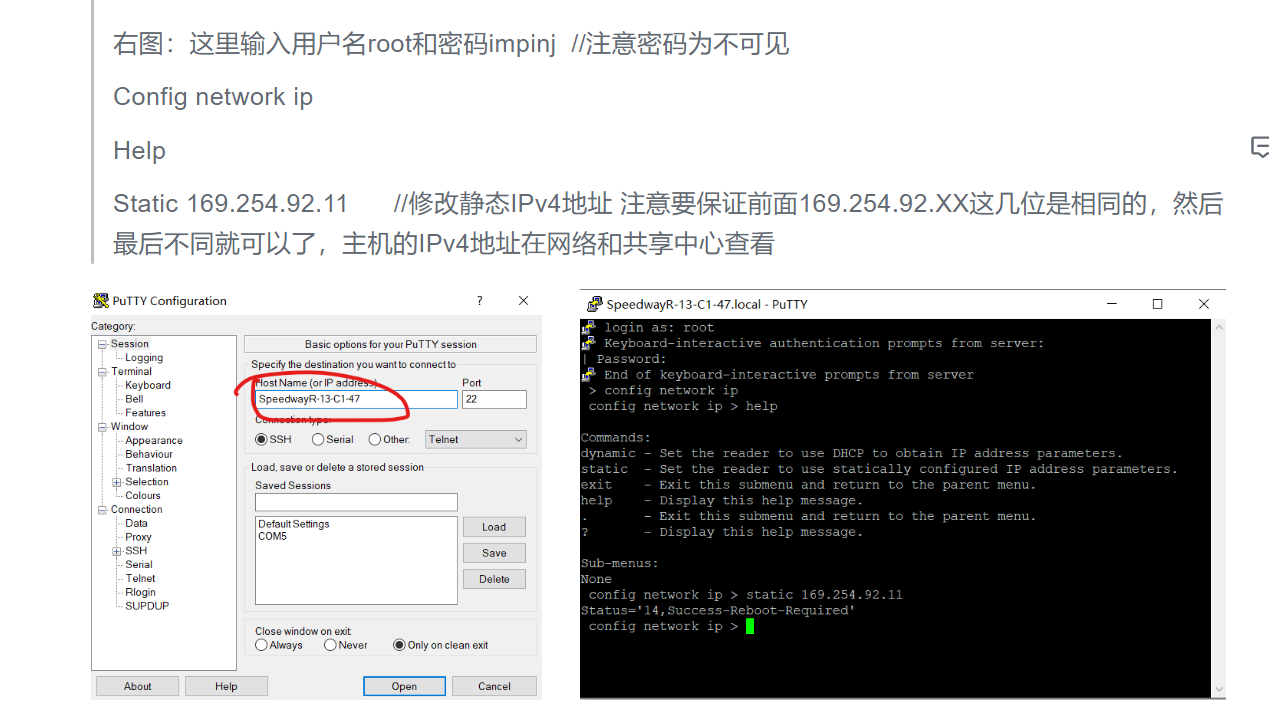 右图：这里输入用户名root和密码impinj  //注意密码为不可见
Config network ip
Help
Static 169.254.92.11      //修改静态IPv4地址 注意要保证前面169.254.92.XX这几位是相同的，然后
最后不同就可以了，主机的IPv4地址在网络和共享中心查看
PuTTY Configuration
?
Category:
Session
Logging
Terminal
Keyboard
Bell
Features
Window
Appearance
Behaviour
Translation
Selection
Colours
Connection
Data
Proxy
SSH
Serial
Telnet
Rlogin
SUPDUP
Basic options for your PuTTY session
Specify the destination you want to connect to
Host Name (or IP address)
Port
SpeedwayR-13-C1-47
22
Connection type:
SSH
Serial
Other:
Telnet
Load, save or delete a stored session
Saved Sessions
Default Settings
COM5
Load
Save
Delete
Close window on exit:
Always
Never
Only on clean exit
About
Help
Open
Cancel
SpeedwayR-13-C1-47.local - PuTTY
login as: root
Keyboard-interactive authentication prompts from server:
| Password:
End of keyboard-interactive prompts from server
> config network ip
config network ip > help
Commands:
dynamic - Set the reader to use DHCP to obtain IP address parameters.
static  - Set the reader to use statically configured IP address parameters.
exit    - Exit this submenu and return to the parent menu.
help    - Display this help message.
.       - Exit this submenu and return to the parent menu.
?       - Display this help message.
Sub-menus:
None
config network ip > static 169.254.92.11
Status='14,Success-Reboot-Required'
config network ip >